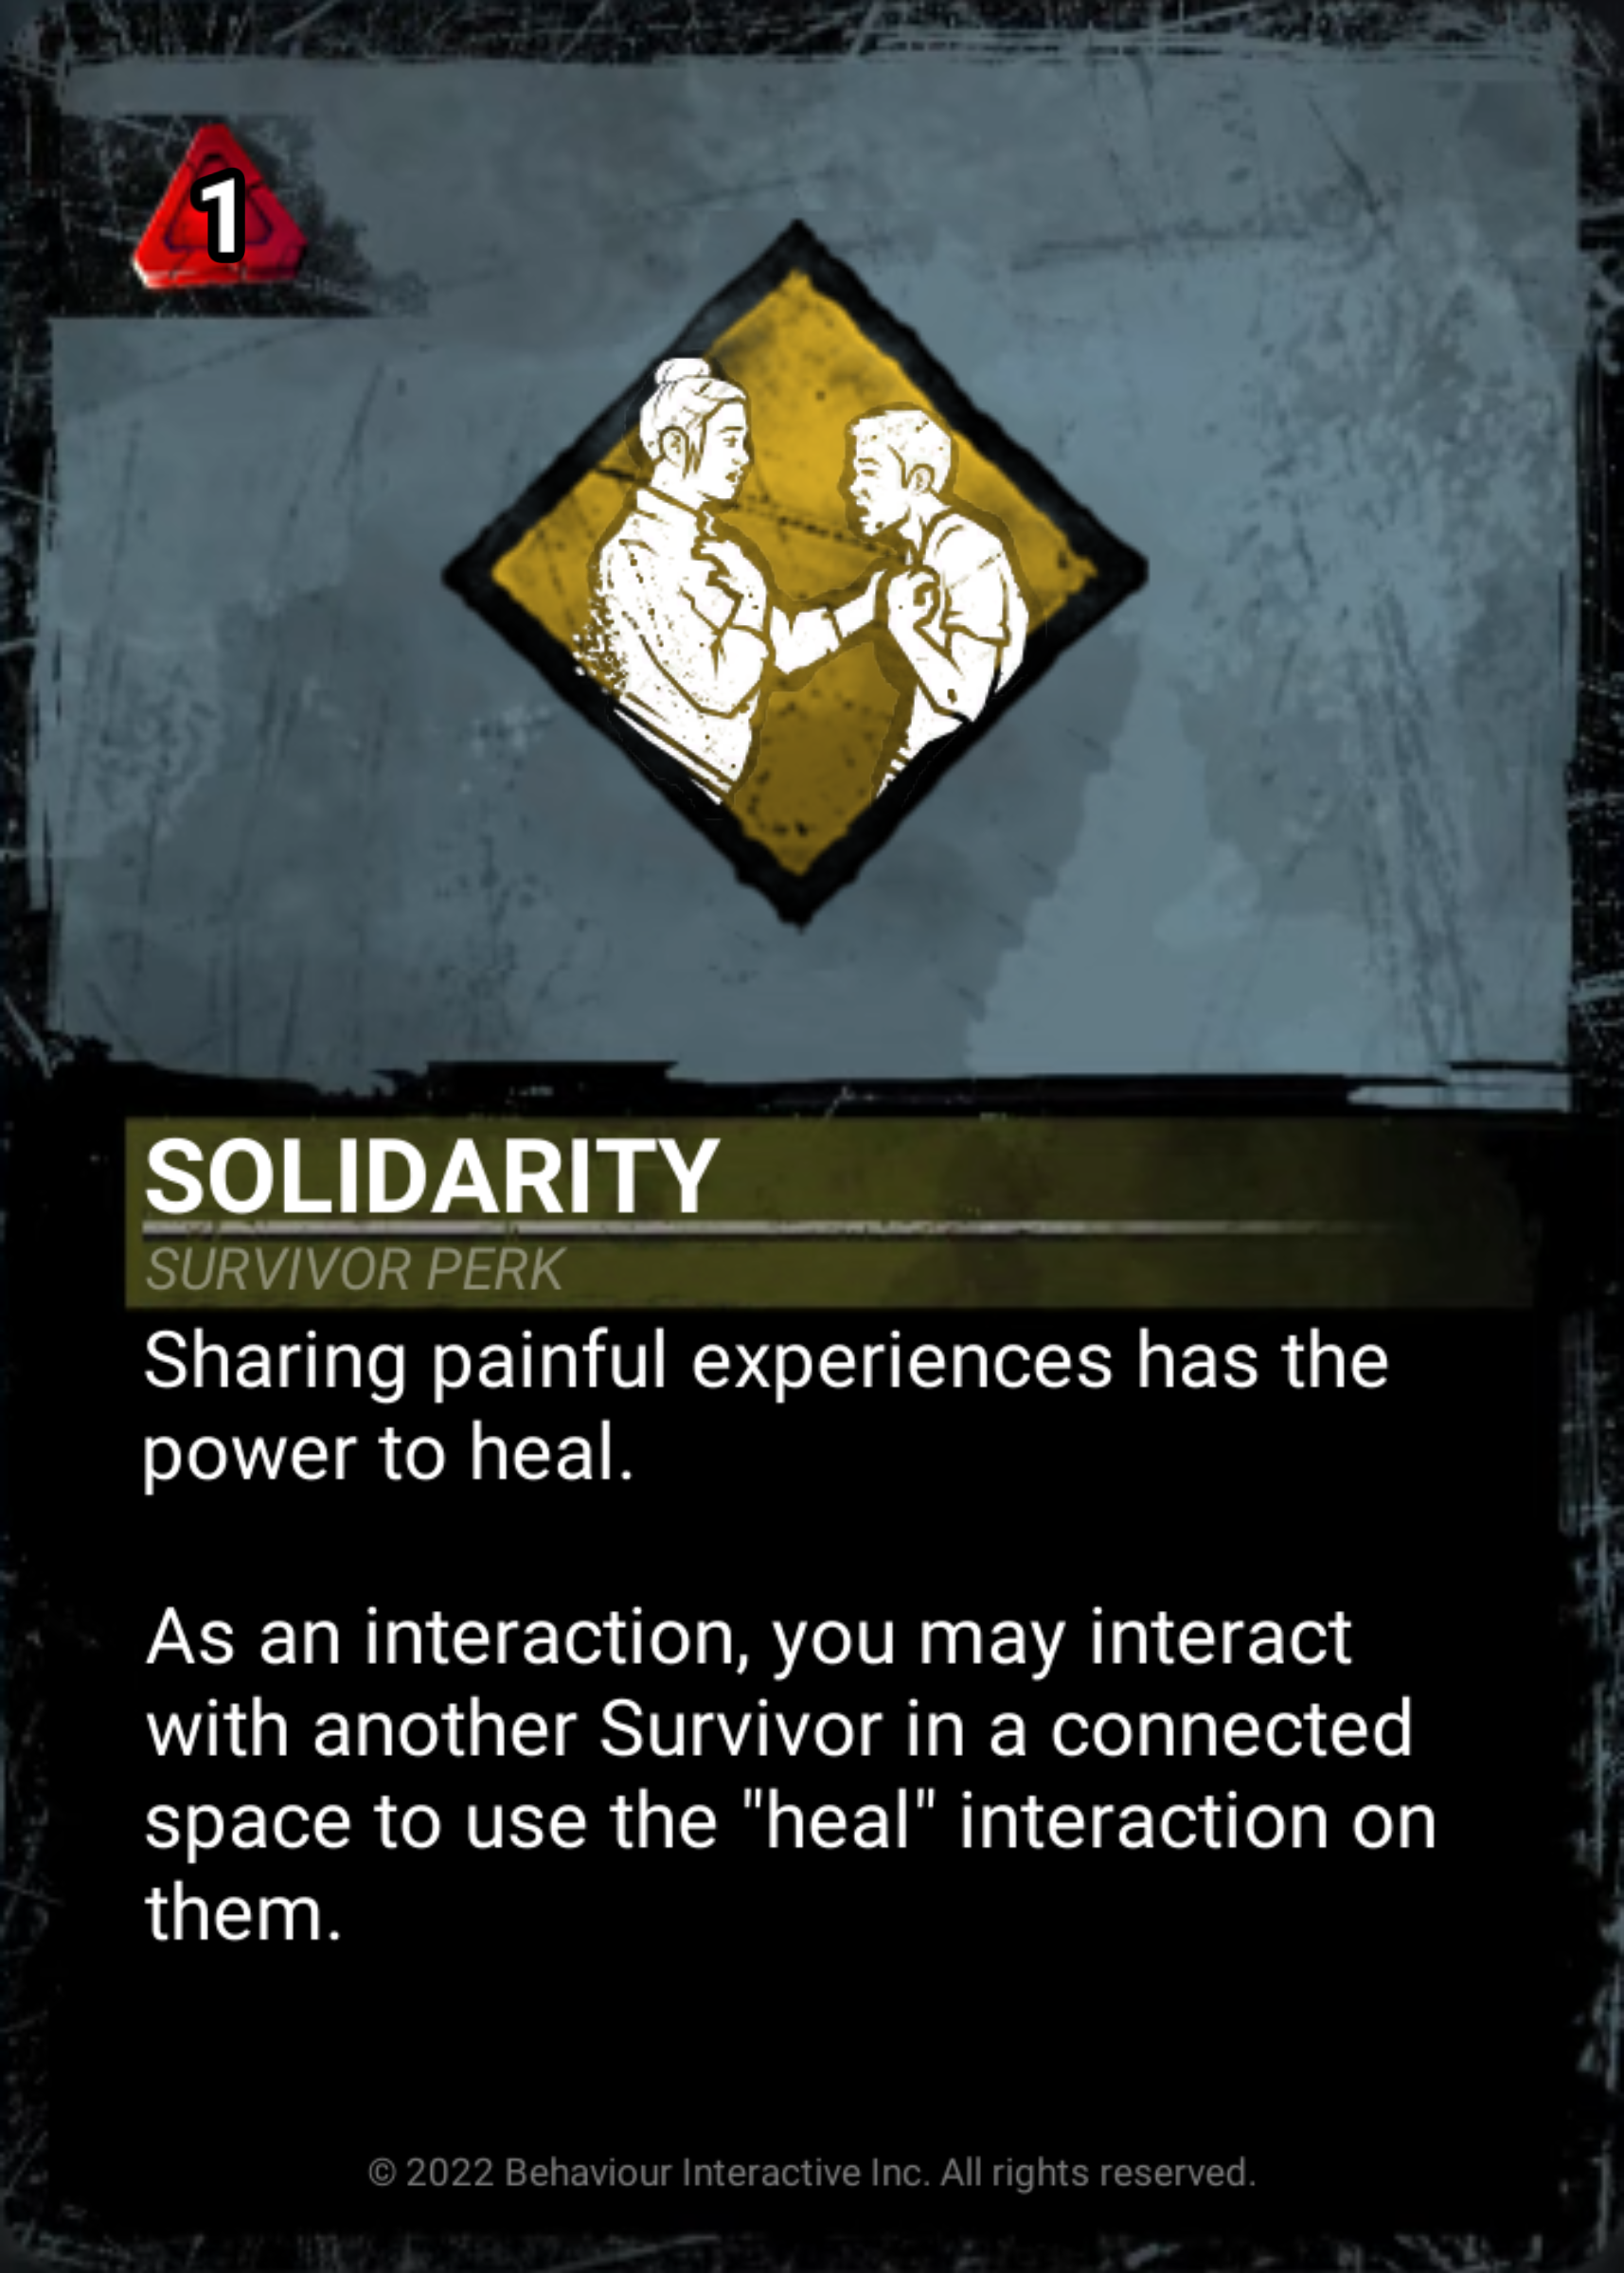 1
SOLIDARITY
SURVIVOR PERK
Sharing painful experiences has the
power to heal.
As an interaction, you may interact
with another Survivor in a connected
space to use the "heal" interaction on
them.
© 2022 Behaviour Interactive Inc. All rights reserved.